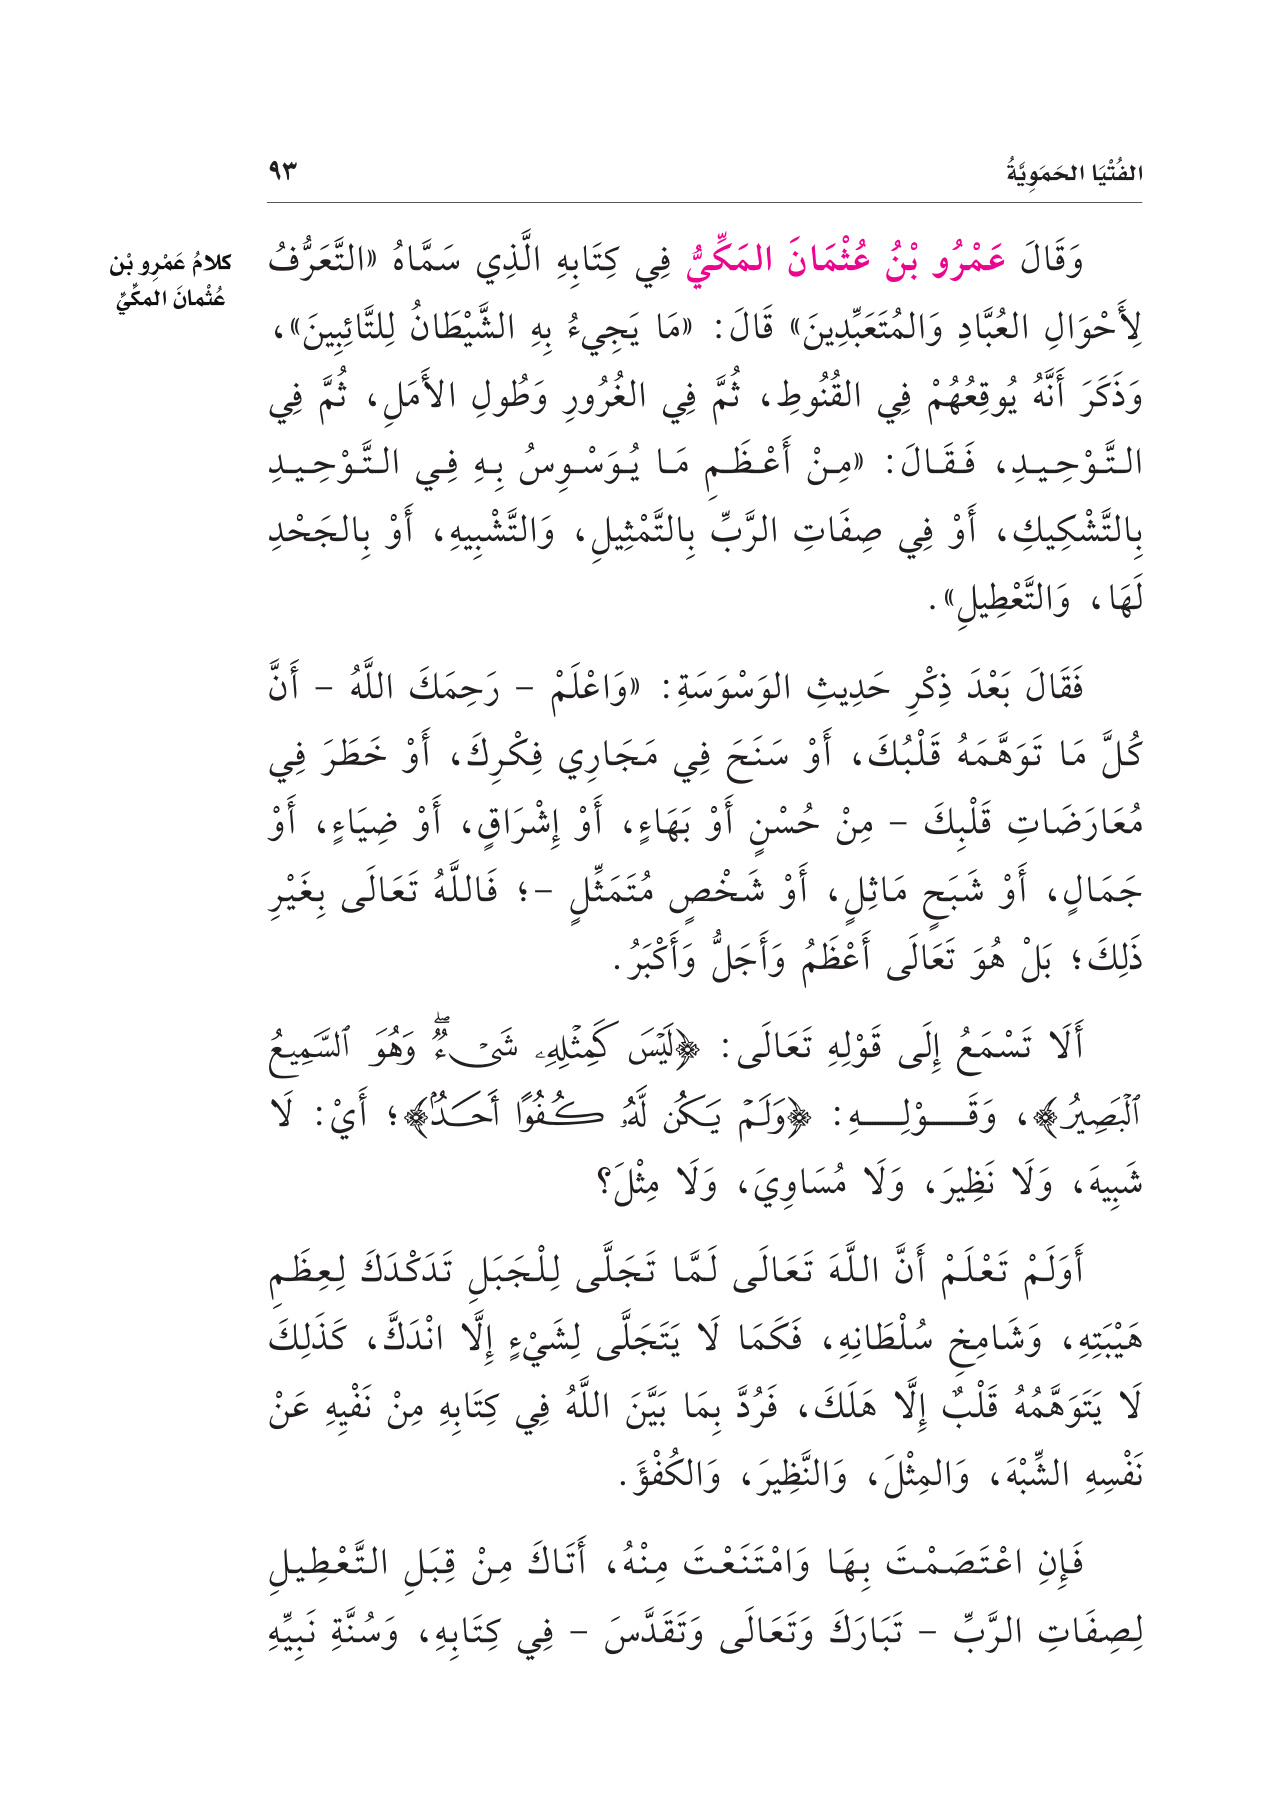 الفُتْيَا الحَمَوِيَّةُ
٩٣
وَقَالَ عَمْرُو بْنُ عُثْمَانَ المَكِّيُّ فِي كِتَابِهِ الَّذِي سَمَّاهُ «التَّعَرُّفُ
كلامُ عَمْرِو بْن
عُثْمانَ المكِّيِّ
لِأَحْوَالِ العُبَّادِ وَالمُتَعَبِّدِينَ» قَالَ: «مَا يَجِيءُ بِهِ الشَّيْطَانُ لِلتَّائِبِينَ»،
وَذَكَرَ أَنَّهُ يُوقِعُهُمْ فِي القُنُوطِ، ثُمَّ فِي الغُرُورِ وَطُولِ الأَمَلِ، ثُمَّ فِي
التَّوْحِيدِ، فَقَالَ: «مِنْ أَعْظَمِ مَا يُوَسْوِسُ بِهِ فِي التَّوْحِيدِ
بِالتَّشْكِيكِ، أَوْ فِي صِفَاتِ الرَّبِّ بِالتَّمْثِيلِ، وَالتَّشْبِيهِ، أَوْ بِالجَحْدِ
لَهَا، وَالتَّعْطِيلِ».
فَقَالَ بَعْدَ ذِكْرِ حَدِيثِ الوَسْوَسَةِ: «وَاعْلَمْ – رَحِمَكَ اللَّهُ – أَنَّ
كُلَّ مَا تَوَهَّمَهُ قَلْبُكَ، أَوْ سَنَحَ فِي مَجَارِي فِكْرِكَ، أَوْ خَطَرَ فِي
مُعَارَضَاتِ قَلْبِكَ – مِنْ حُسْنٍ أَوْ بَهَاءٍ، أَوْ إِشْرَاقٍ، أَوْ ضِيَاءٍ، أَوْ
جَمَالٍ، أَوْ شَبَحٍ مَاثِلٍ، أَوْ شَخْصٍ مُتَمَثِّلٍ –؛ فَاللَّهُ تَعَالَى بِغَيْرِ
ذَلِكَ؛ بَلْ هُوَ تَعَالَى أَعْظَمُ وَأَجَلُّ وَأَكْبَرُ.
أَلَا تَسْمَعُ إِلَى قَوْلِهِ تَعَالَى: ﴿لَيۡسَ كَمِثۡلِهِۦ شَيۡءٞۖ وَهُوَ ٱلسَّمِيعُ
ٱلۡبَصِيرُ﴾، وَقَوْلِهِ: ﴿وَلَمۡ يَكُن لَّهُۥ كُفُوًا أَحَدُۢ﴾؛ أَيْ: لَا
شَبِيهَ، وَلَا نَظِيرَ، وَلَا مُسَاوِيَ، وَلَا مِثْلَ؟
أَوَلَمْ تَعْلَمْ أَنَّ اللَّهَ تَعَالَى لَمَّا تَجَلَّى لِلْجَبَلِ تَدَكْدَكَ لِعِظَمِ
هَيْبَتِهِ، وَشَامِخِ سُلْطَانِهِ، فَكَمَا لَا يَتَجَلَّى لِشَيْءٍ إِلَّا انْدَكَّ، كَذَلِكَ
لَا يَتَوَهَّمُهُ قَلْبٌ إِلَّا هَلَكَ، فَرُدَّ بِمَا بَيَّنَ اللَّهُ فِي كِتَابِهِ مِنْ نَفْيِهِ عَنْ
نَفْسِهِ الشِّبْهَ، وَالمِثْلَ، وَالنَّظِيرَ، وَالكُفْؤَ.
فَإِنِ اعْتَصَمْتَ بِهَا وَامْتَنَعْتَ مِنْهُ، أَتَاكَ مِنْ قِبَلِ التَّعْطِيلِ
لِصِفَاتِ الرَّبِّ – تَبَارَكَ وَتَعَالَى وَتَقَدَّسَ – فِي كِتَابِهِ، وَسُنَّةِ نَبِيِّهِ